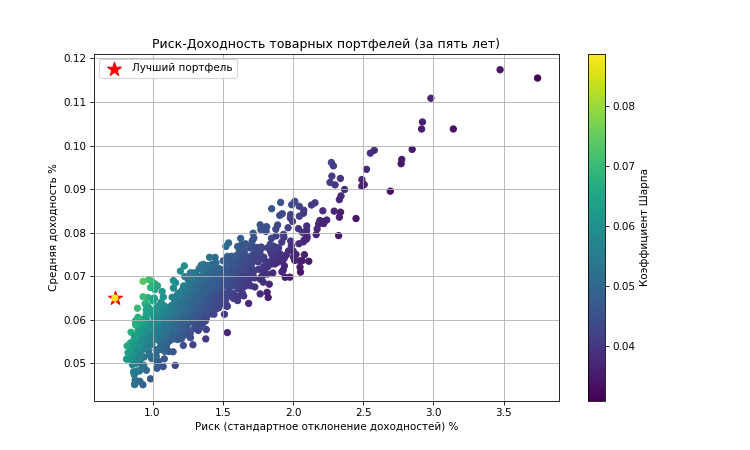 Риск-Доходность товарных портфелей (за пять лет)
Лучший портфель
Средняя доходность %
0.12
0.11
0.10
0.09
0.08
0.07
0.06
0.05
1.0 1.5 2.0 2.5 3.0 3.5
Риск (стандартное отклонение доходностей) %
0.08
0.07
0.06
0.05
0.04
Коэффициент Шарпа